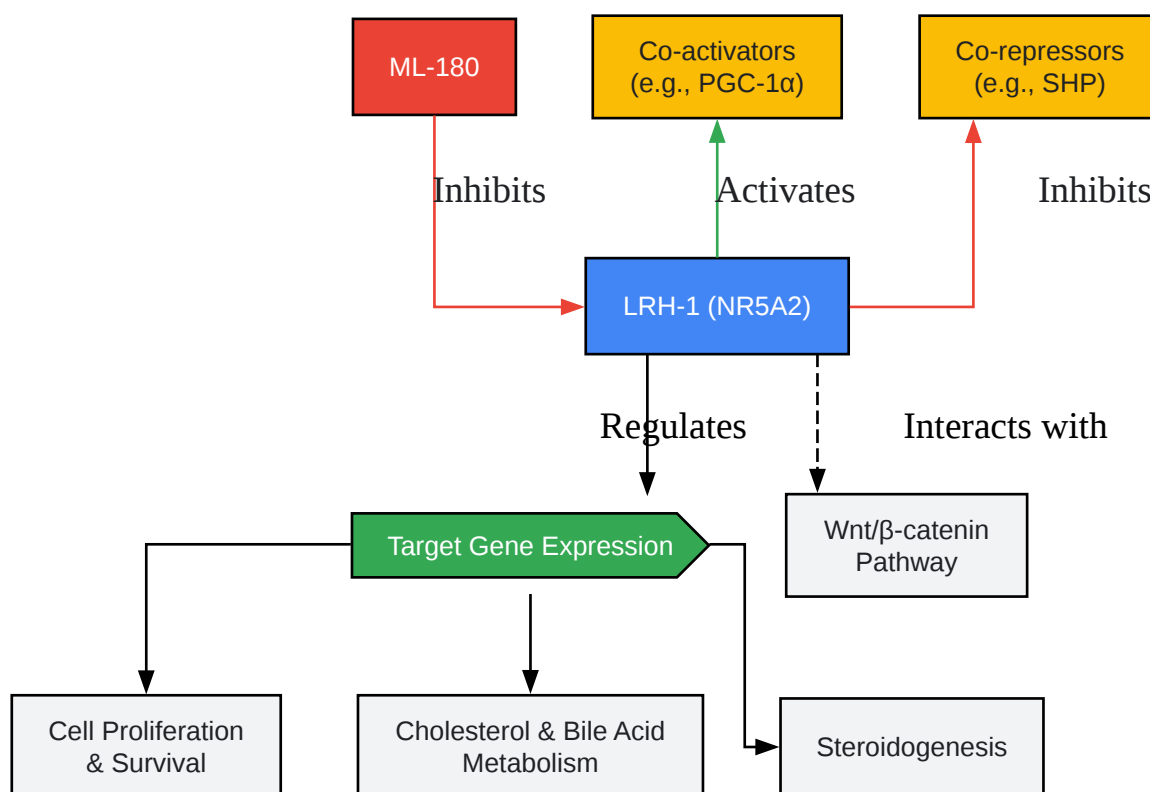 ML-180
Co-activators
(e.g., PGC-1α)
Co-repressors
(e.g., SHP)
Inhibits
Activates
Inhibits
LRH-1 (NR5A2)
Regulates
Interacts with
Wnt/β-catenin
Pathway
Target Gene Expression
Cell Proliferation
& Survival
Cholesterol & Bile Acid
Metabolism
Steroidogenesis